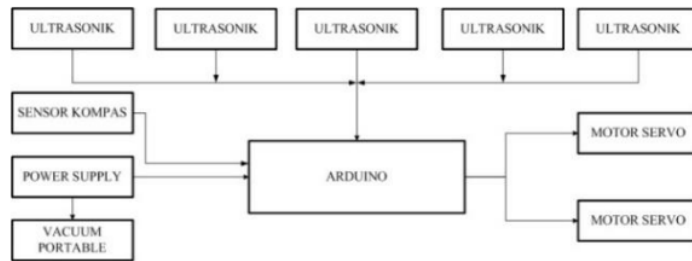 ULTRASONIK
ULTRASONIK
ULTRASONIK
ULTRASONIK
ULTRASONIK
SENSOR KOMPAS
POWER SUPPLY
VACUUM
PORTABLE
ARDUINO
MOTOR SERVO
MOTOR SERVO